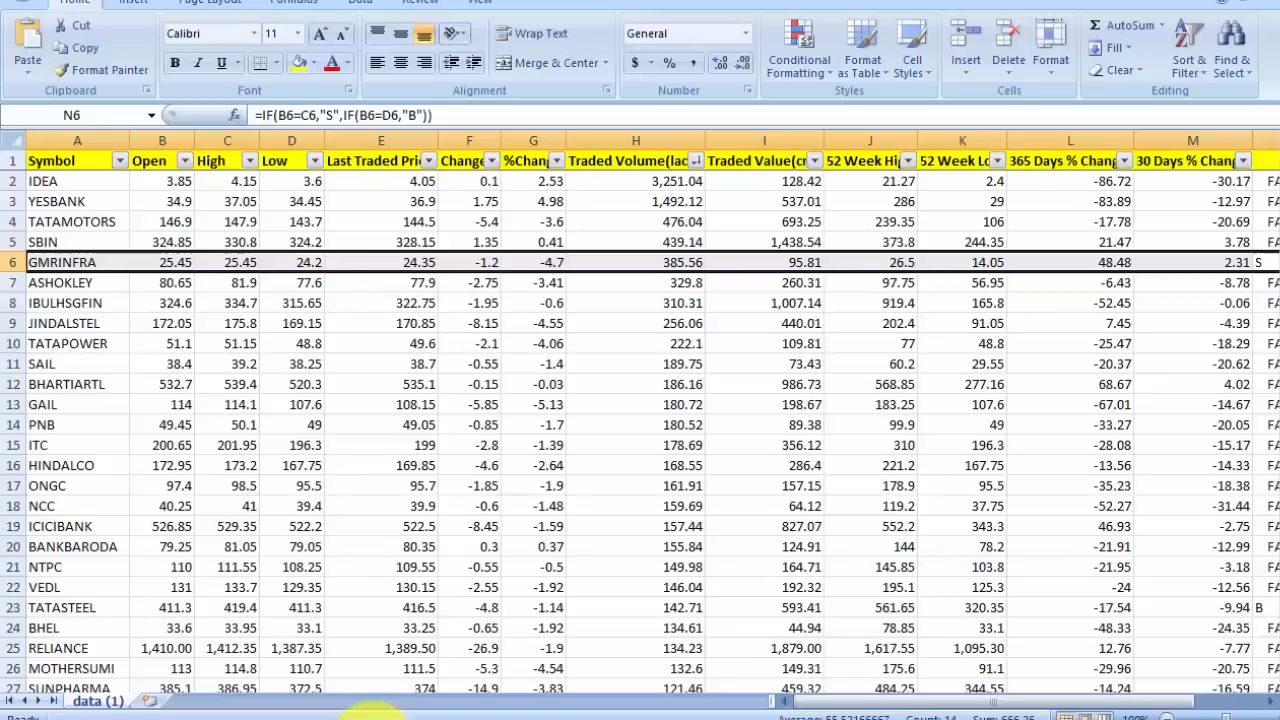 Home Insert Page Layout Formulas Data Review View
Cut Calibri 11 Wrap Text General AutoSum
Paste Copy Conditional Formatting Format as Table Cell Styles Insert Delete Format Fill Sort & Filter Find & Select
Format Painter B I U Merge & Center $ % , Clear
Clipboard Font Alignment Number Styles Cells Editing
N6 fx =IF(B6=C6,"S",IF(B6=D6,"B"))
A B C D E F G H I J K L M
1 Symbol Open High Low Last Traded Pri Change %Chang Traded Volume(lac Traded Value(cr 52 Week Hig 52 Week Lo 365 Days % Chang 30 Days % Chang
2 IDEA 3.85 4.15 3.6 4.05 0.1 2.53 3,251.04 128.42 21.27 2.4 -86.72 -30.17 FA
3 YESBANK 34.9 37.05 34.45 36.9 1.75 4.98 1,492.12 537.01 286 29 -83.89 -12.97 FA
4 TATAMOTORS 146.9 147.9 143.7 144.5 -5.4 -3.6 476.04 693.25 239.35 106 -17.78 -20.69 FA
5 SBIN 324.85 330.8 324.2 328.15 1.35 0.41 439.14 1,438.54 373.8 244.35 21.47 3.78 FA
6 GMRINFRA 25.45 25.45 24.2 24.35 -1.2 -4.7 385.56 95.81 26.5 14.05 48.48 2.31 S
7 ASHOKLEY 80.65 81.9 77.6 77.9 -2.75 -3.41 329.8 260.31 97.75 56.95 -6.43 -8.78 FA
8 IBULHSGFIN 324.6 334.7 315.65 322.75 -1.95 -0.6 310.31 1,007.14 919.4 165.8 -52.45 -0.06 FA
9 JINDALSTEL 172.05 175.8 169.15 170.85 -8.15 -4.55 256.06 440.01 202.4 91.05 7.45 -4.39 FA
10 TATAPOWER 51.1 51.15 48.8 49.6 -2.1 -4.06 222.1 109.81 77 48.8 -25.47 -18.29 FA
11 SAIL 38.4 39.2 38.25 38.7 -0.55 -1.4 189.75 73.43 60.2 29.55 -20.37 -20.62 FA
12 BHARTIARTL 532.7 539.4 520.3 535.1 -0.15 -0.03 186.16 986.73 568.85 277.16 68.67 4.02 FA
13 GAIL 114 114.1 107.6 108.15 -5.85 -5.13 180.72 198.67 183.25 107.6 -67.01 -14.67 FA
14 PNB 49.45 50.1 49 49.05 -0.85 -1.7 180.52 89.38 99.9 49 -33.27 -20.05 FA
15 ITC 200.65 201.95 196.3 199 -2.8 -1.39 178.69 356.12 310 196.3 -28.08 -15.17 FA
16 HINDALCO 172.95 173.2 167.75 169.85 -4.6 -2.64 168.55 286.4 221.2 167.75 -13.56 -14.33 FA
17 ONGC 97.4 98.5 95.5 95.7 -1.85 -1.9 161.91 157.15 178.9 95.5 -35.23 -18.38 FA
18 NCC 40.25 41 39.4 39.9 -0.6 -1.48 159.69 64.12 119.2 37.75 -52.27 -31.44 FA
19 ICICIBANK 526.85 529.35 522.2 522.5 -8.45 -1.59 157.44 827.07 552.2 343.3 46.93 -2.75 FA
20 BANKBARODA 79.25 81.05 79.05 80.35 0.3 0.37 155.84 124.91 144 78.2 -21.91 -12.99 FA
21 NTPC 110 111.55 108.25 109.55 -0.55 -0.5 149.98 164.71 145.85 103.8 -21.95 -3.18 FA
22 VEDL 131 133.7 129.35 130.15 -2.55 -1.92 146.04 192.32 195.1 125.3 -24 -12.56 FA
23 TATASTEEL 411.3 419.4 411.3 416.5 -4.8 -1.14 142.71 593.41 561.65 320.35 -17.54 -9.94 B
24 BHEL 33.6 33.95 33.1 33.25 -0.65 -1.92 134.61 44.94 78.85 33.1 -48.33 -24.35 FA
25 RELIANCE 1,410.00 1,412.35 1,387.35 1,389.50 -26.9 -1.9 134.23 1,879.00 1,617.55 1,095.30 12.76 -7.77 FA
26 MOTHERSUMI 113 114.8 110.7 111.5 -5.3 -4.54 132.6 149.31 175.6 91.1 -29.96 -20.75 FA
27 SUNPHARMA 385.1 386.95 372.5 374 -14.9 -3.83 121.46 459.32 484.25 344.55 -14.24 -16.59 FA
data (1)
Ready Average: 55.52166667 Count: 14 Sum: 666.26 100%